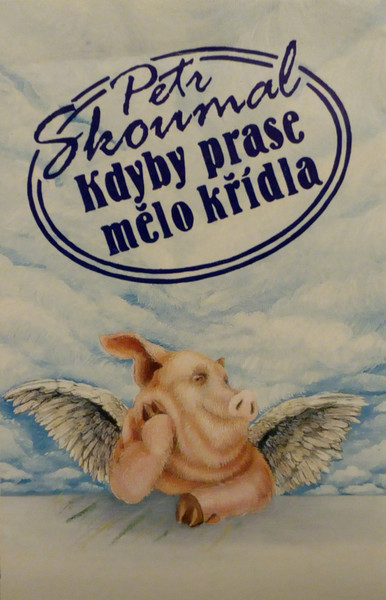 Petr
Skoumal
Kdyby prase
mělo křídla